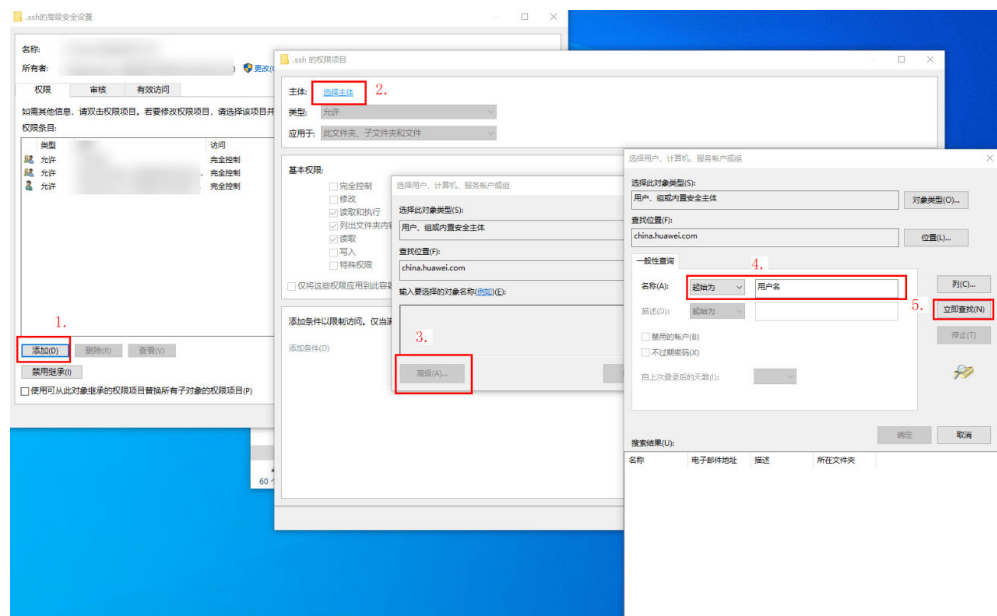 .ssh的高级安全设置
名称:
所有者:
更改(
权限
审核
有效访问
如需其他信息，请双击权限项目。若要修改权限项目，请选择该项目并
权限条目:
类型
访问
允许
完全控制
允许
完全控制
允许
完全控制
1.
添加(D)
删除(R)
查看(V)
禁用继承(I)
使用可从此对象继承的权限项目替换所有子对象的权限项目(P)
60 个
.ssh 的权限项目
主体:
选择主体
2.
类型:
允许
应用于:
此文件夹、子文件夹和文件
基本权限:
完全控制
修改
读取和执行
列出文件夹内容
读取
写入
特殊权限
仅将这些权限应用到此容器
添加条件以限制访问。仅当满
添加条件(D)
选择用户、计算机、服务帐户或组
选择此对象类型(S):
用户、组或内置安全主体
查找位置(F):
china.huawei.com
输入要选择的对象名称(例如)(E):
3.
高级(A)...
选择用户、计算机、服务帐户或组
选择此对象类型(S):
用户、组或内置安全主体
对象类型(O)...
查找位置(F):
china.huawei.com
位置(L)...
一般性查询
4.
名称(A):
起始为
用户名
列(C)...
描述(D):
起始为
5.
立即查找(N)
禁用的帐户(B)
停止(T)
不过期密码(X)
自上次登录后的天数(I):
确定
取消
搜索结果(U):
名称
电子邮件地址
描述
所在文件夹